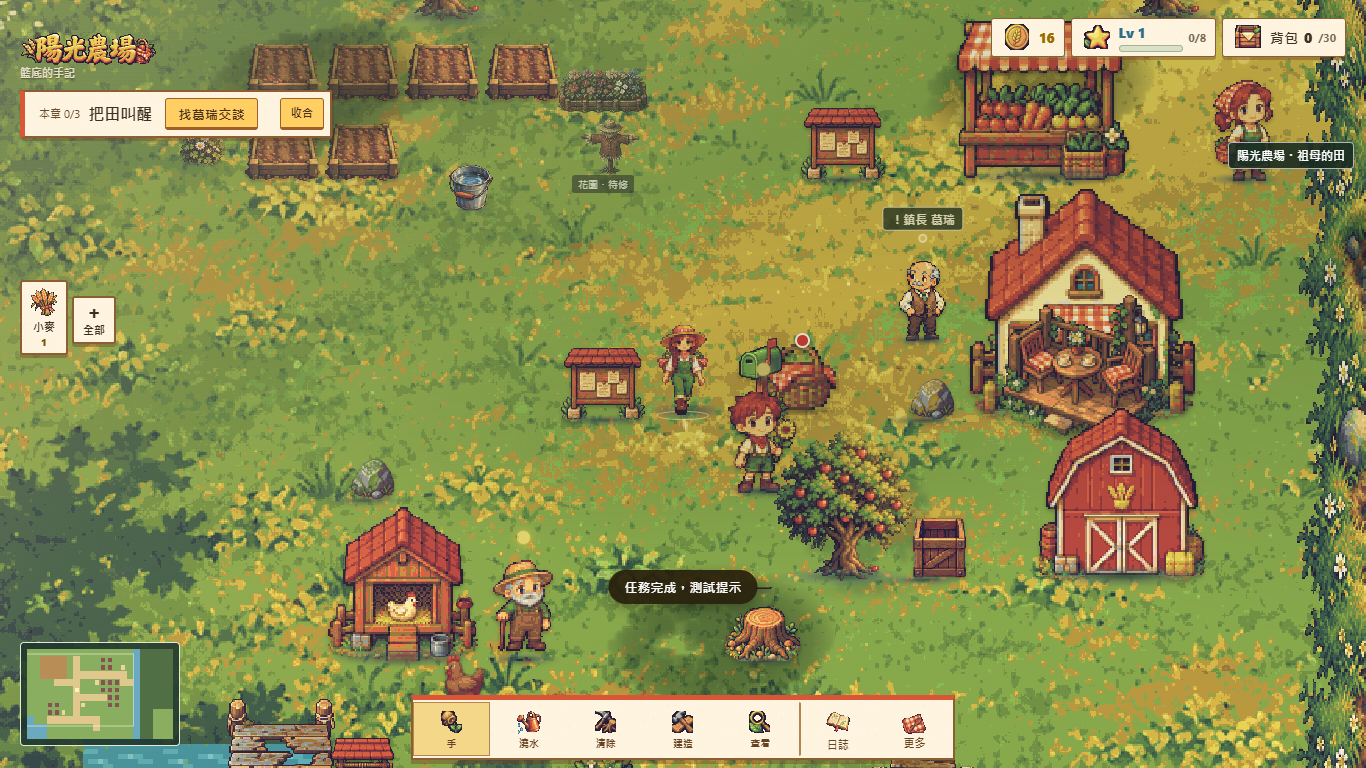 陽光農場
籃底的手記
本章 0/3 把田叫醒 找葛瑞交談 收合
16
Lv 1 0/8
背包 0 /30
陽光農場・祖母的田
花圃・待修
！鎮長 葛瑞
小麥
1
+
全部
任務完成，測試提示
手 澆水 清除 建造 查看 日誌 更多